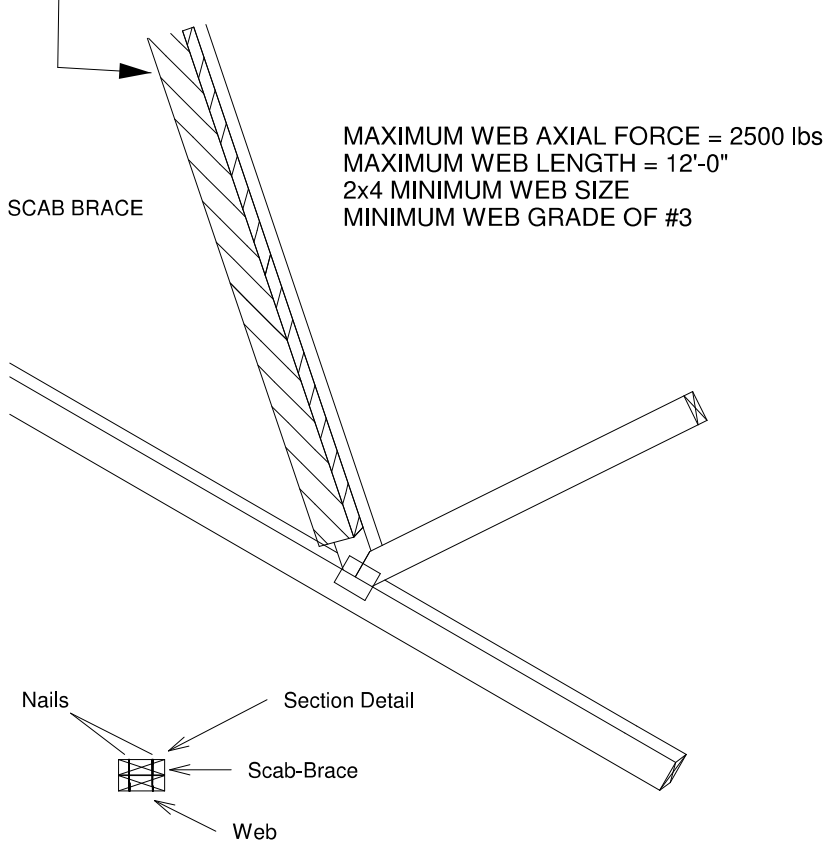 MAXIMUM WEB AXIAL FORCE = 2500 lbs
MAXIMUM WEB LENGTH = 12'-0"
2x4 MINIMUM WEB SIZE
SCAB BRACE
MINIMUM WEB GRADE OF #3
Nails
Section Detail
Scab-Brace
Web